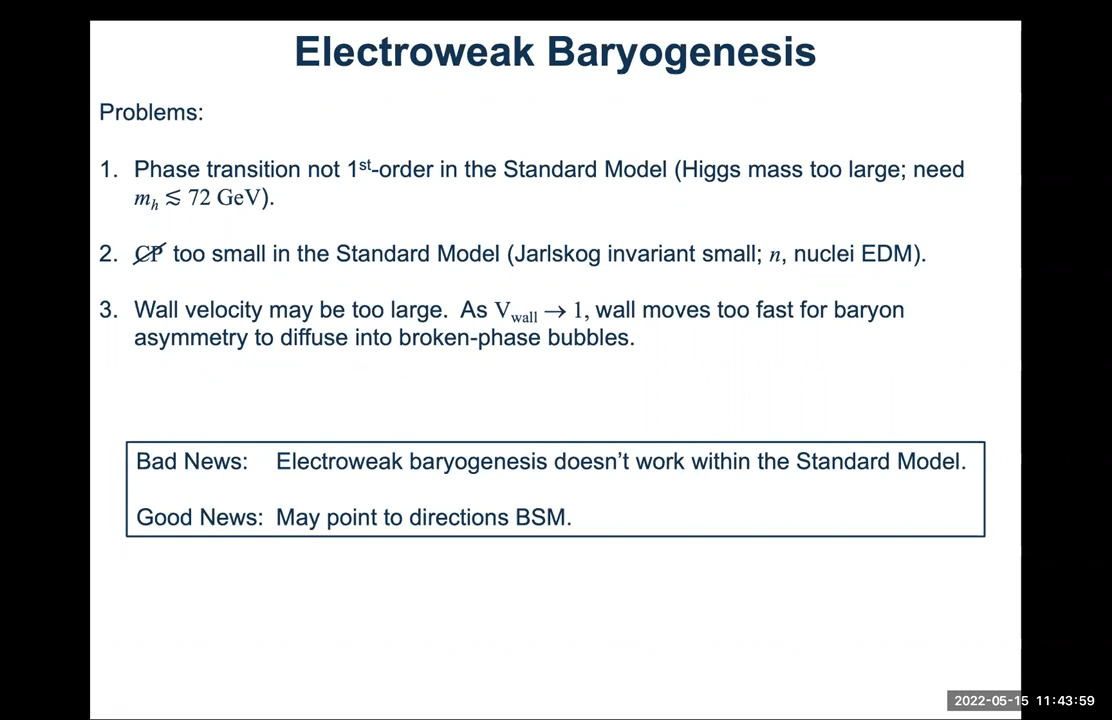 Electroweak Baryogenesis
Problems:
1. Phase transition not 1st-order in the Standard Model (Higgs mass too large; need
mₕ ≲ 72 GeV).
2. C̸P̸ too small in the Standard Model (Jarlskog invariant small; n, nuclei EDM).
3. Wall velocity may be too large. As Vwall → 1, wall moves too fast for baryon
asymmetry to diffuse into broken-phase bubbles.
Bad News: Electroweak baryogenesis doesn’t work within the Standard Model.
Good News: May point to directions BSM.
2022-05-15 11:43:59